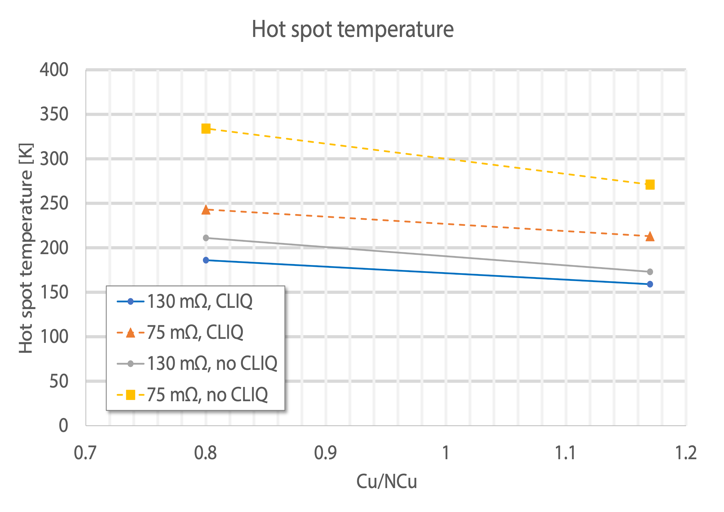 Hot spot temperature
Hot spot temperature [K]
400
350
300
250
200
150
100
50
0
130 mΩ, CLIQ
75 mΩ, CLIQ
130 mΩ, no CLIQ
75 mΩ, no CLIQ
0.7 0.8 0.9 1 1.1 1.2
Cu/NCu